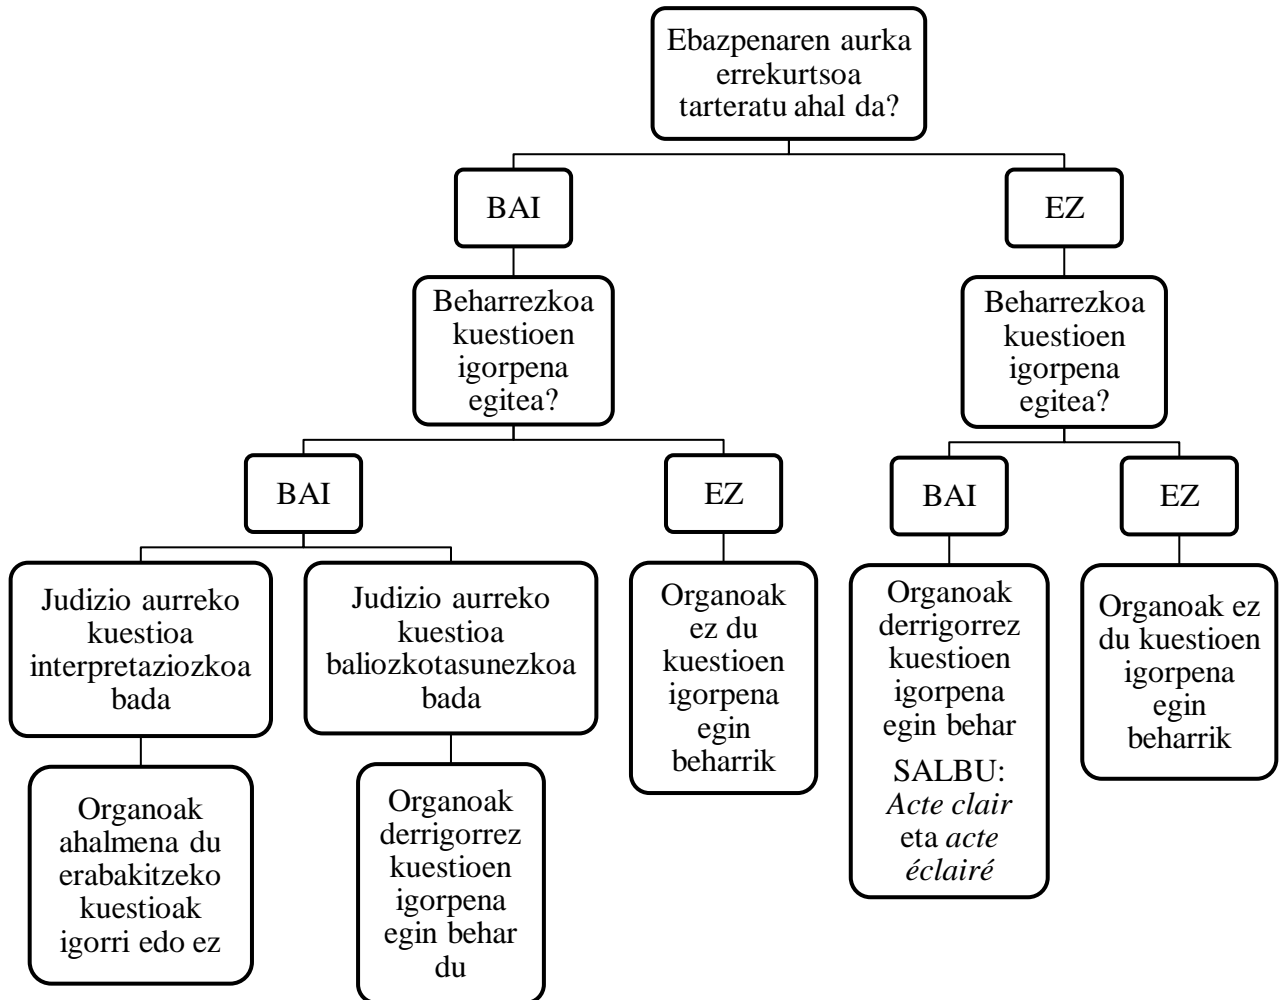 Ebazpenaren aurka
errekurtsoa
tarteratu ahal da?
BAI
EZ
Beharrezkoa
kuestioen
igorpena
egitea?
Beharrezkoa
kuestioen
igorpena
egitea?
BAI
EZ
BAI
EZ
Judizio aurreko
kuestioa
interpretaziozkoa
bada
Judizio aurreko
kuestioa
baliozkotasunezkoa
bada
Organoak
ez du
kuestioen
igorpena
egin
beharrik
Organoak
derrigorrez
kuestioen
igorpena
egin behar
SALBU:
Acte clair
eta acte
éclairé
Organoak ez
du kuestioen
igorpena
egin
beharrik
Organoak
ahalmena du
erabakitzeko
kuestioak
igorri edo ez
Organoak
derrigorrez
kuestioen
igorpena
egin behar
du